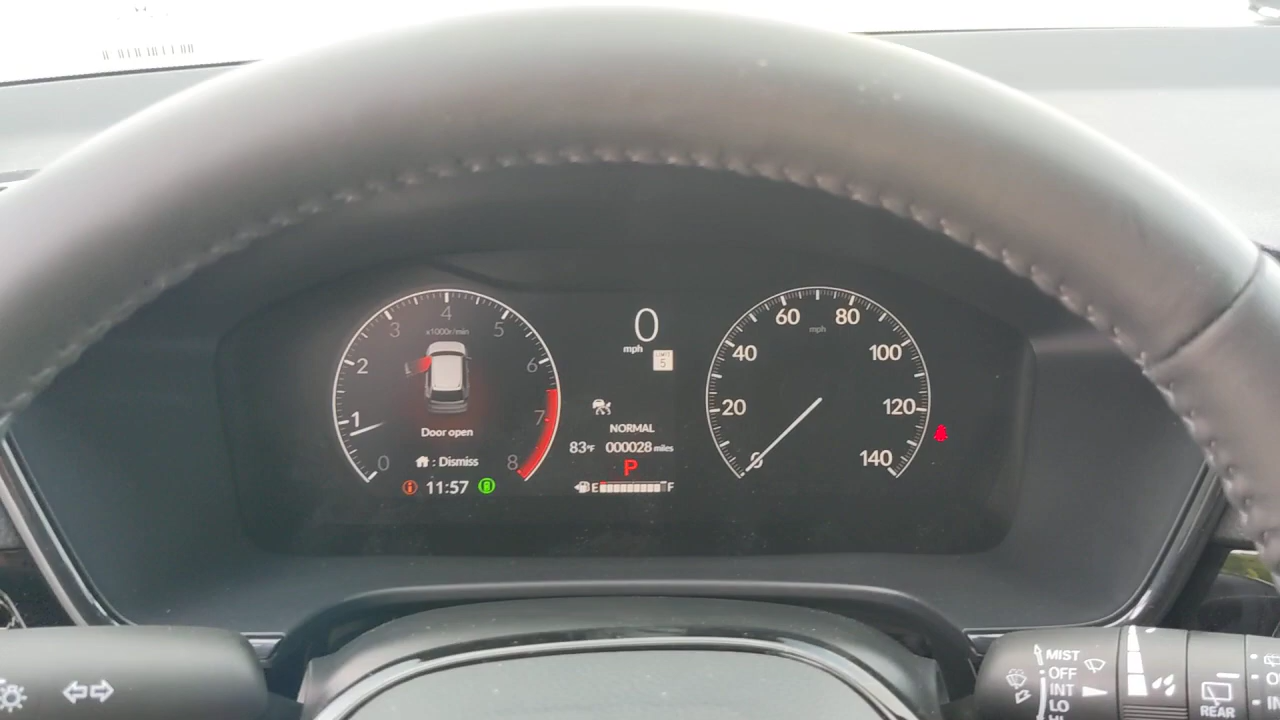 0
mph
LIMIT
5
4
3
5
x1000r/min
2
6
1
7
0
8
Door open
: Dismiss
11:57
NORMAL
83°F 000028 miles
P
E F
60 80
mph
40 100
20 120
0 140
MIST
OFF
INT
LO
REAR